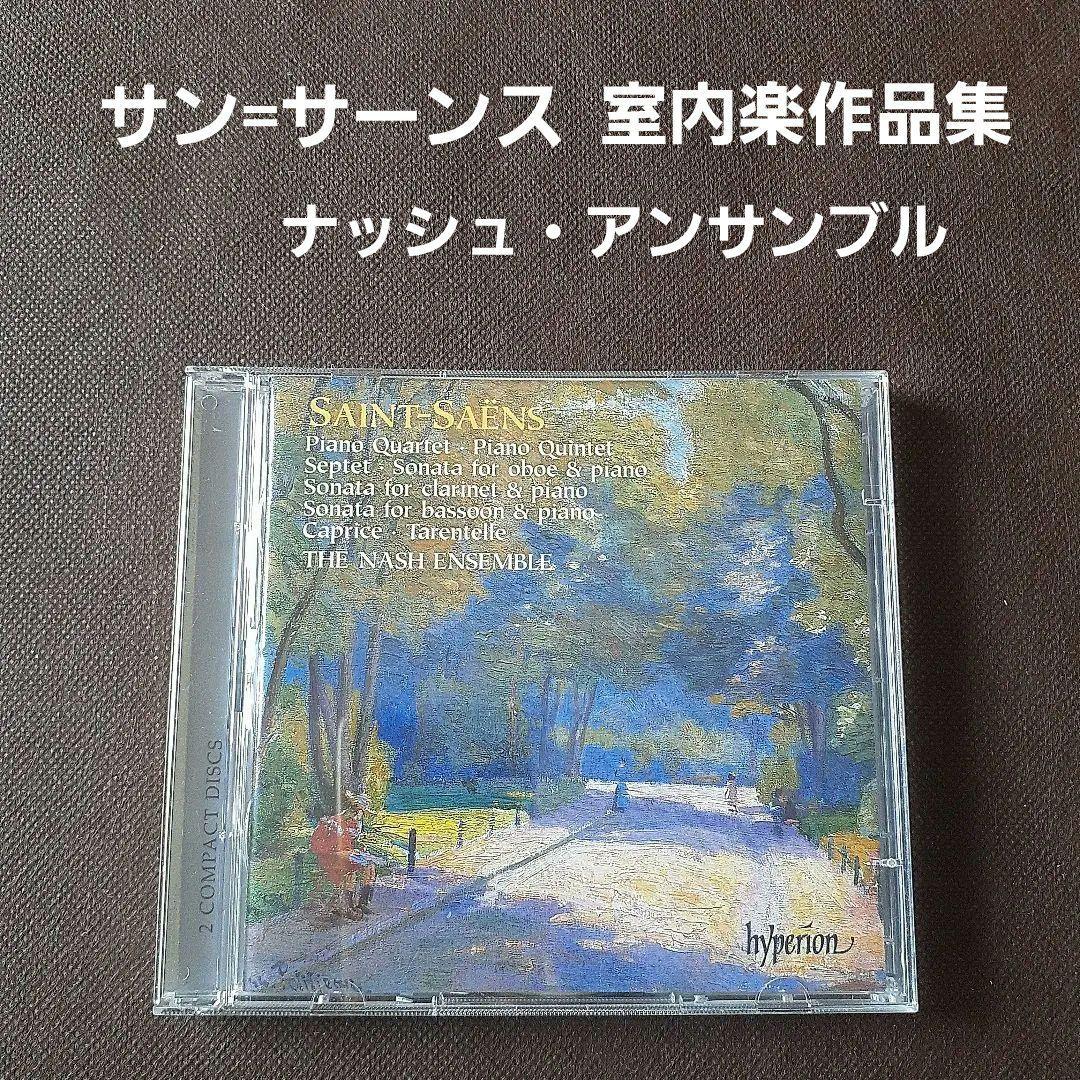 サン=サーンス 室内楽作品集
ナッシュ・アンサンブル
SAINT-SAËNS
Piano Quartet · Piano Quintet
Septet · Sonata for oboe & piano
Sonata for clarinet & piano
Sonata for bassoon & piano
Caprice · Tarentelle
THE NASH ENSEMBLE
2 COMPACT DISCS
hyperion